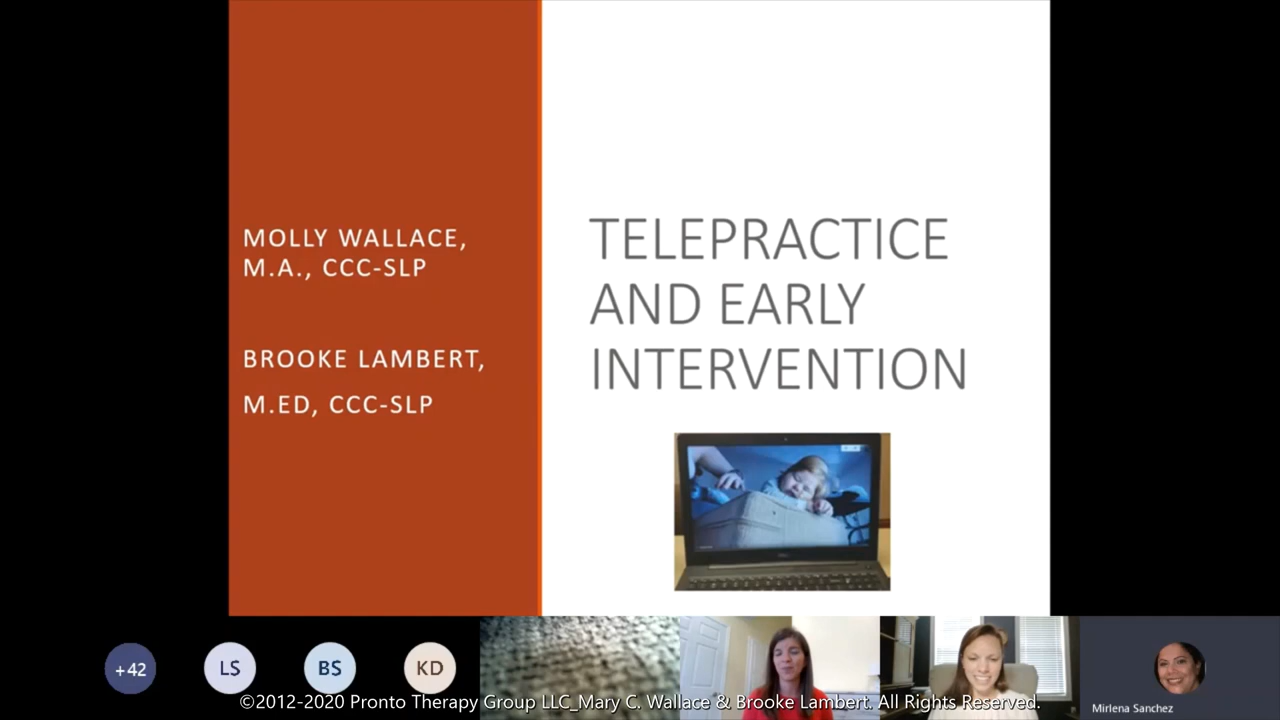 MOLLY WALLACE,
M.A., CCC-SLP
BROOKE LAMBERT,
M.ED, CCC-SLP
TELEPRACTICE
AND EARLY
INTERVENTION
+42
LS
BS
KD
©2012-2020 Pronto Therapy Group LLC_Mary C. Wallace & Brooke Lambert. All Rights Reserved.
Mirlena Sanchez